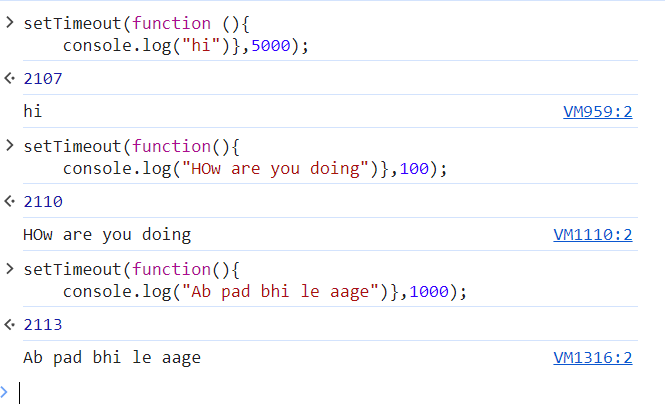 > setTimeout(function (){
console.log("hi")},5000);
2107
hi VM959:2
> setTimeout(function(){
console.log("HOw are you doing")},100);
2110
HOw are you doing VM1110:2
> setTimeout(function(){
console.log("Ab pad bhi le aage")},1000);
2113
Ab pad bhi le aage VM1316:2
>